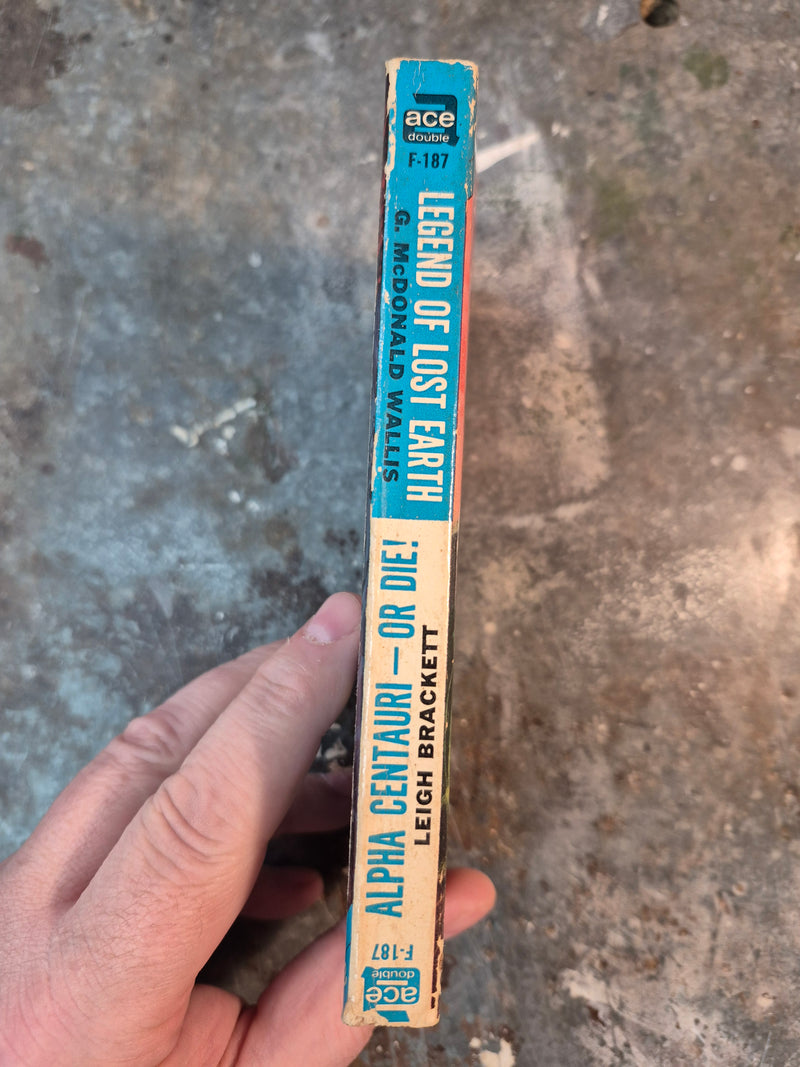 ace
double
F-187
LEGEND OF LOST EARTH
G. McDONALD WALLIS
ALPHA CENTAURI — OR DIE!
LEIGH BRACKETT
F-187
ace
double